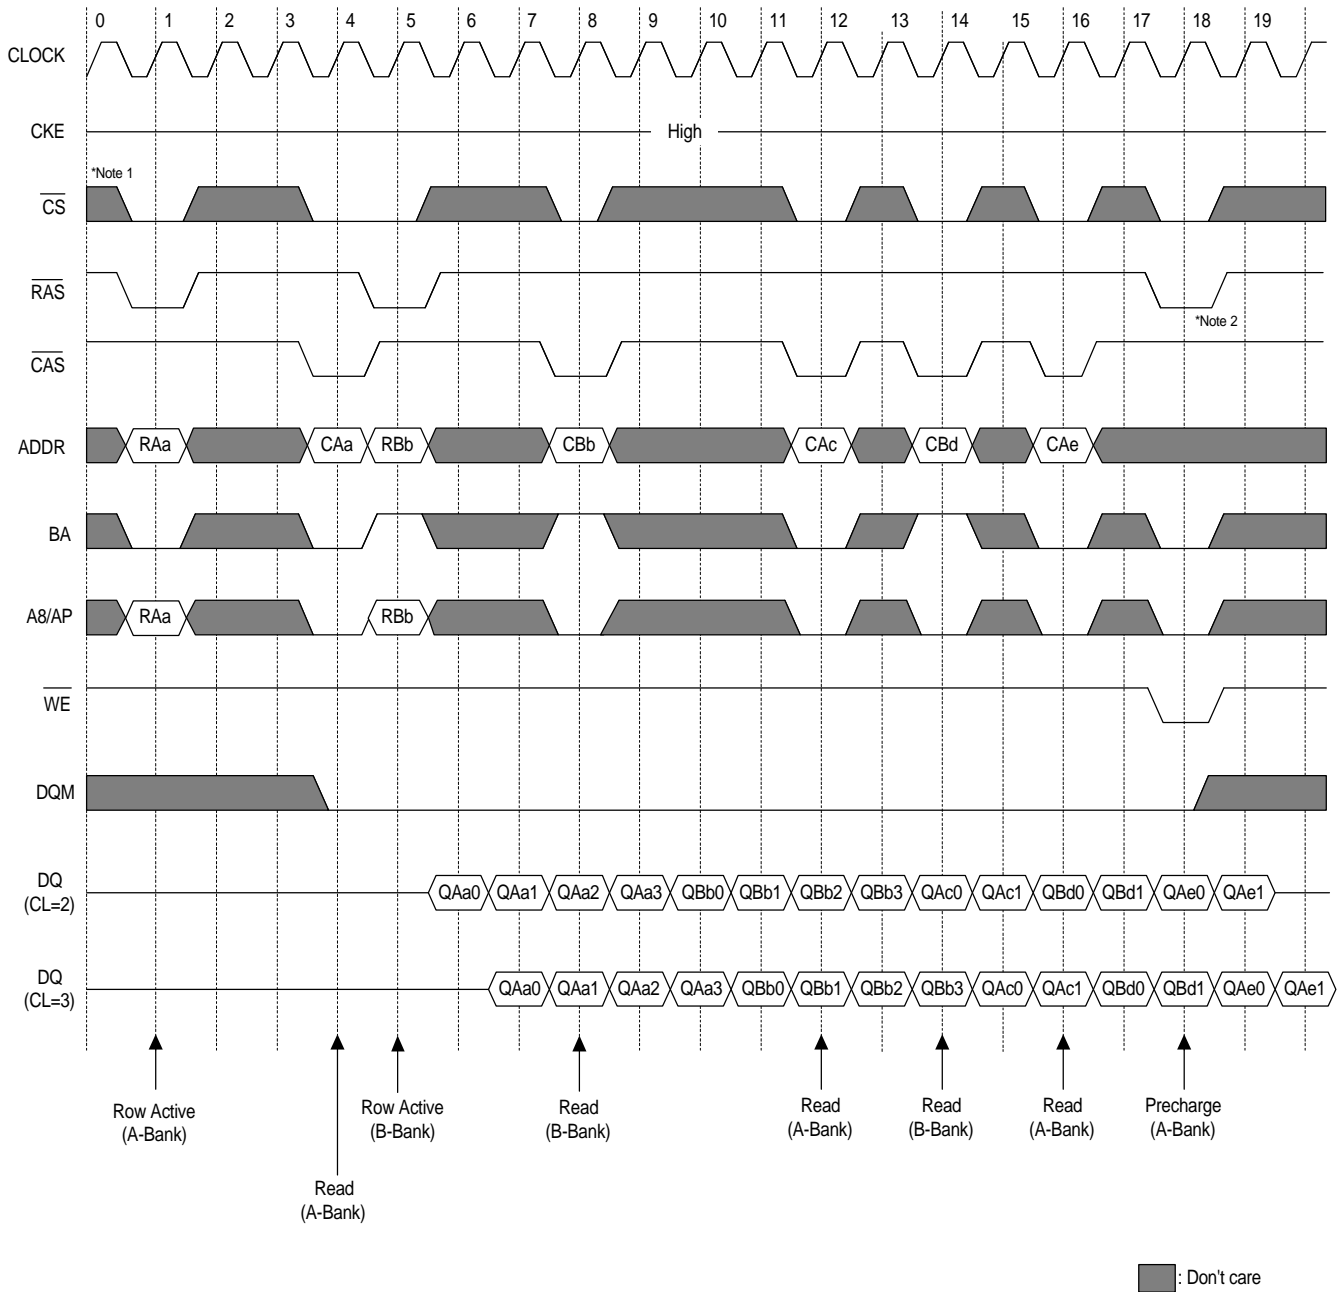 0 1 2 3 4 5 6 7 8 9 10 11 12 13 14 15 16 17 18 19
CLOCK
CKE High
*Note 1
CS
RAS
*Note 2
CAS
ADDR RAa CAa RBb CBb CAc CBd CAe
BA
A8/AP RAa RBb
WE
DQM
DQ
(CL=2) QAa0 QAa1 QAa2 QAa3 QBb0 QBb1 QBb2 QBb3 QAc0 QAc1 QBd0 QBd1 QAe0 QAe1
DQ
(CL=3) QAa0 QAa1 QAa2 QAa3 QBb0 QBb1 QBb2 QBb3 QAc0 QAc1 QBd0 QBd1 QAe0 QAe1
Row Active
(A-Bank)
Row Active
(B-Bank)
Read
(B-Bank)
Read
(A-Bank)
Read
(B-Bank)
Read
(A-Bank)
Precharge
(A-Bank)
Read
(A-Bank)
: Don't care